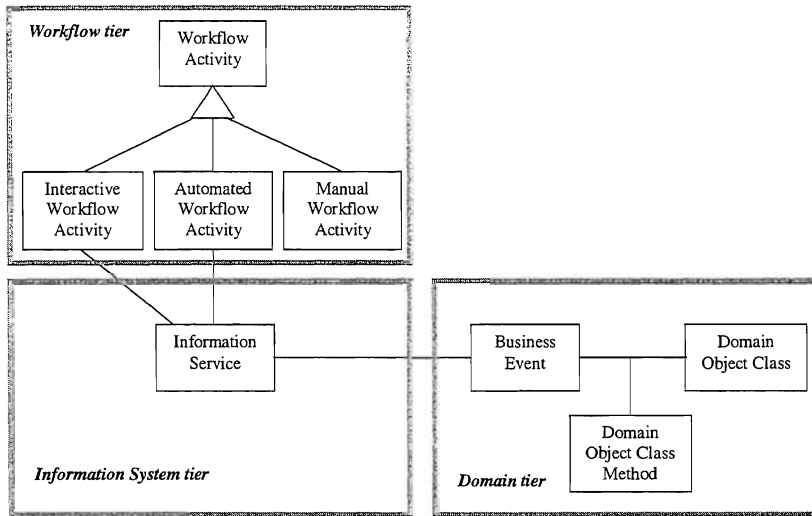 Workflow tier
Workflow
Activity
Interactive
Workflow
Activity
Automated
Workflow
Activity
Manual
Workflow
Activity
Information
Service
Business
Event
Domain
Object Class
Domain
Object Class
Method
Information System tier
Domain tier